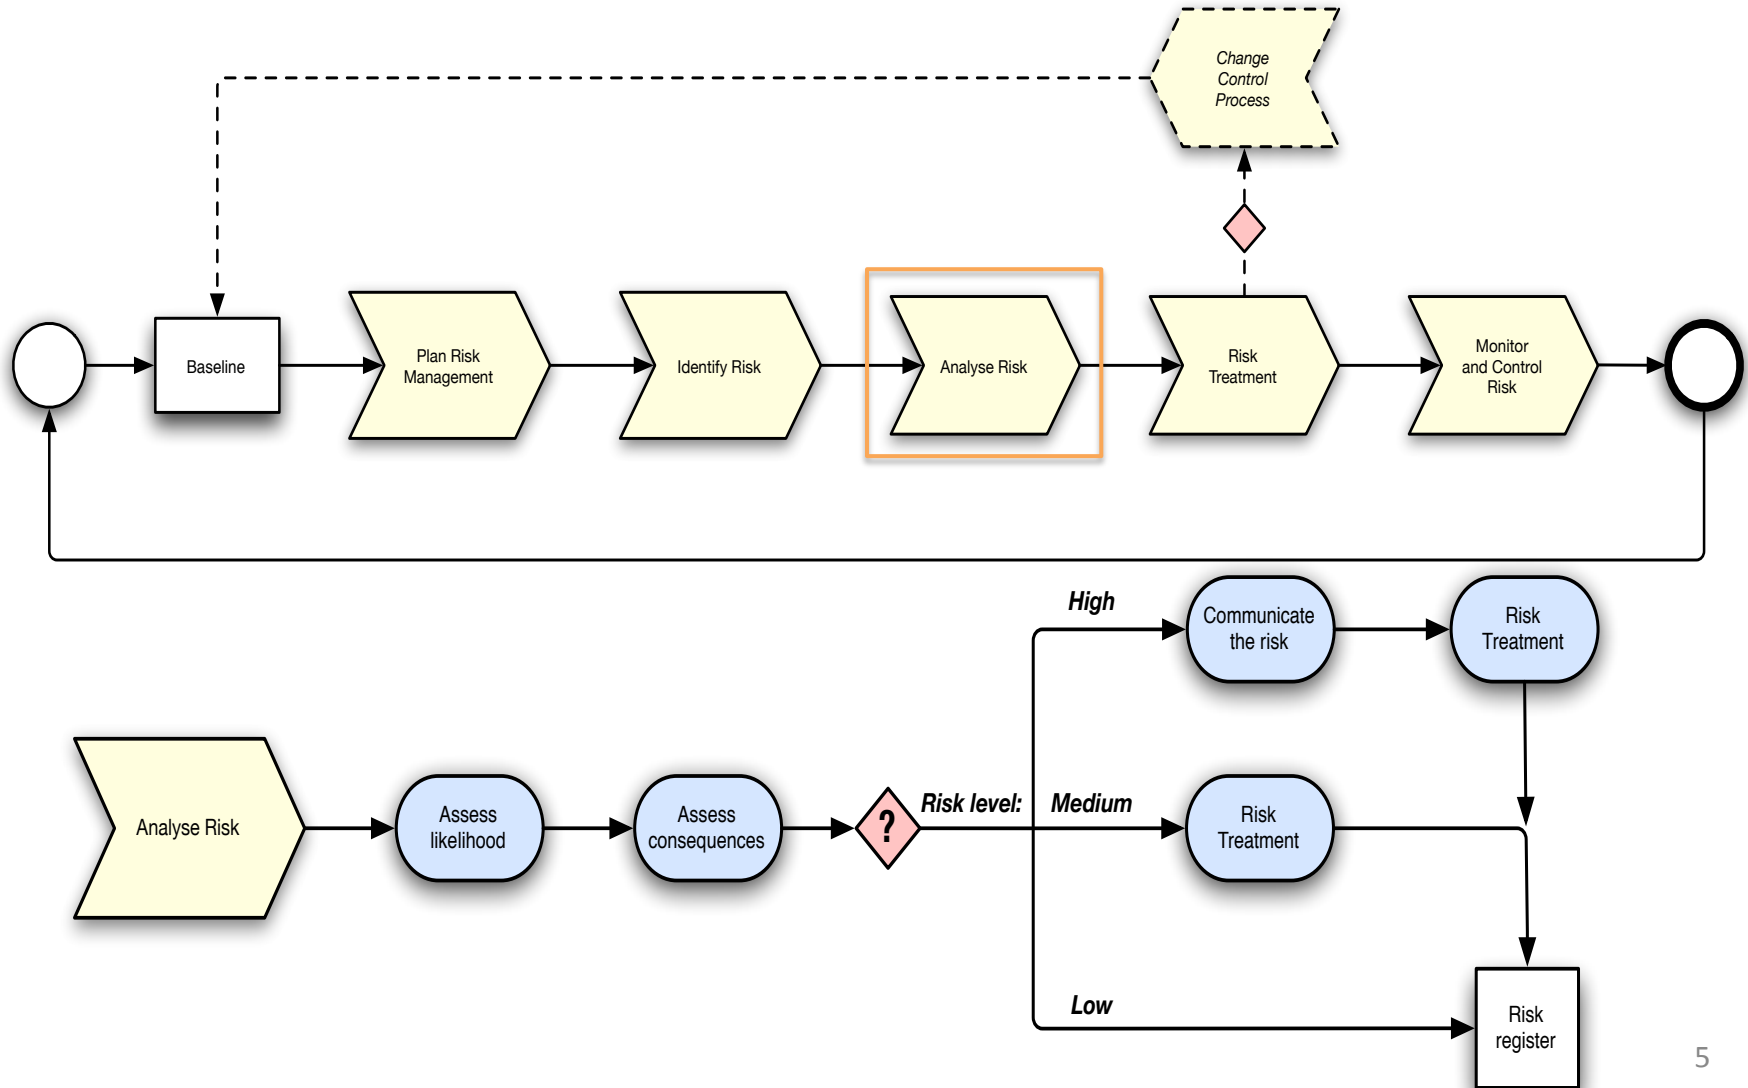 Change
Control
Process
Baseline
Plan Risk
Management
Identify Risk
Analyse Risk
Risk
Treatment
Monitor
and Control
Risk
High
Communicate
the risk
Risk
Treatment
Analyse Risk
Assess
likelihood
Assess
consequences
?
Risk level:
Medium
Risk
Treatment
Low
Risk
register
5